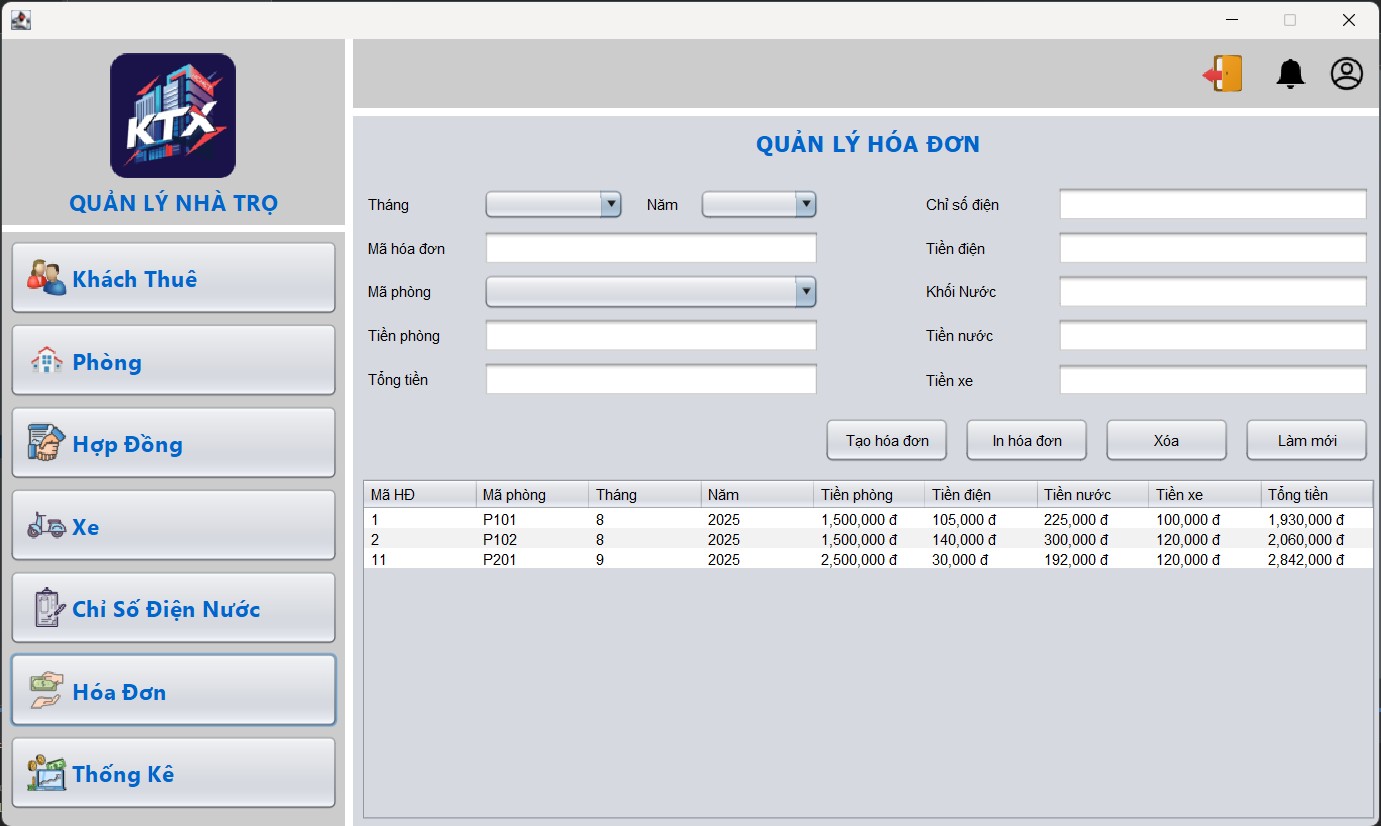 KTX
QUẢN LÝ NHÀ TRỌ
Khách Thuê
Phòng
Hợp Đồng
Xe
Chỉ Số Điện Nước
Hóa Đơn
Thống Kê
QUẢN LÝ HÓA ĐƠN
Tháng Năm Chỉ số điện
Mã hóa đơn Tiền điện
Mã phòng Khối Nước
Tiền phòng Tiền nước
Tổng tiền Tiền xe
Tạo hóa đơn In hóa đơn Xóa Làm mới
Mã HĐ Mã phòng Tháng Năm Tiền phòng Tiền điện Tiền nước Tiền xe Tổng tiền
1 P101 8 2025 1,500,000 đ 105,000 đ 225,000 đ 100,000 đ 1,930,000 đ
2 P102 8 2025 1,500,000 đ 140,000 đ 300,000 đ 120,000 đ 2,060,000 đ
11 P201 9 2025 2,500,000 đ 30,000 đ 192,000 đ 120,000 đ 2,842,000 đ